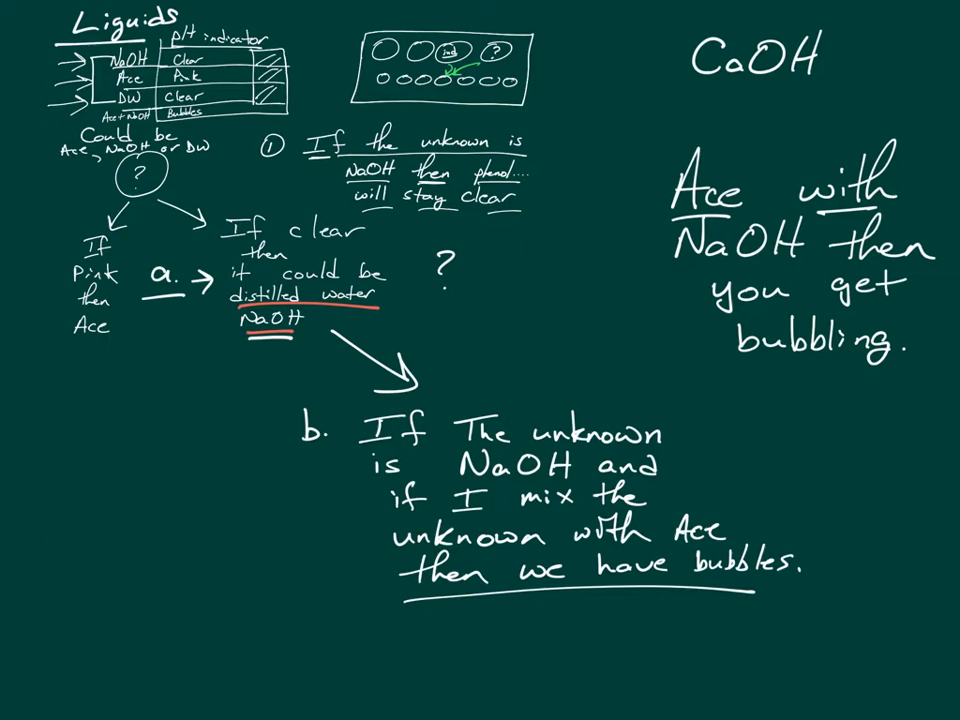 Liquids
pH indicator
NaOH Clear
Ace Pink
DW Clear
Ace + NaOH Bubbles
Could be
Ace, NaOH or DW
?
If
Pink
then
Ace
a.
If clear
then
it could be
distilled water
NaOH
ind ?
① If the unknown is
NaOH then phenol....
will stay clear
?
b. If The unknown
is NaOH and
if I mix the
unknown with Ace
then we have bubbles.
CaOH
Ace with
NaOH then
you get
bubbling.